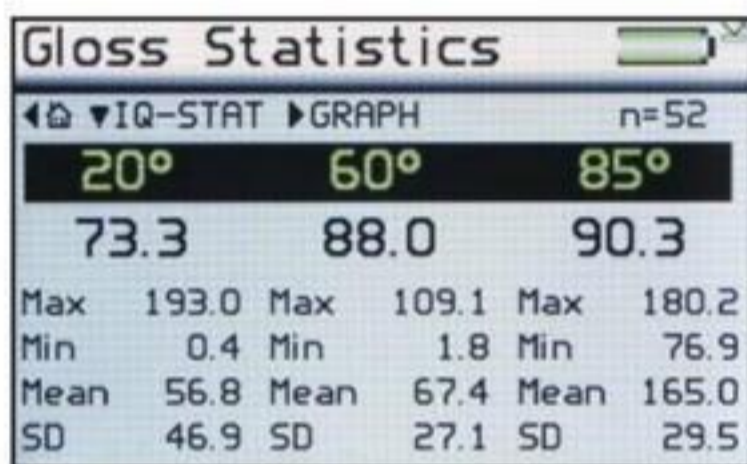 Gloss Statistics
IQ-STAT GRAPH n=52
20° 60° 85°
73.3 88.0 90.3
Max 193.0 Max 109.1 Max 180.2
Min 0.4 Min 1.8 Min 76.9
Mean 56.8 Mean 67.4 Mean 165.0
SD 46.9 SD 27.1 SD 29.5